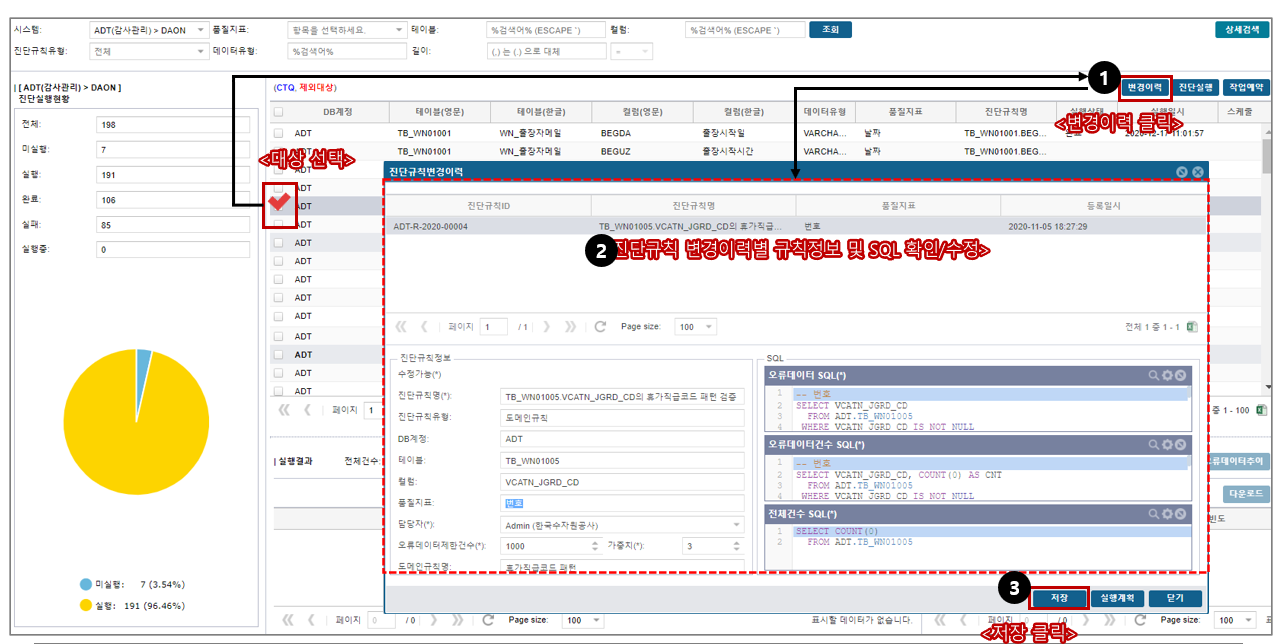 시스템: ADT(감사관리) > DAON 품질지표: 항목을 선택하세요. 테이블: %검색어% (ESCAPE `) 컬럼: %검색어% (ESCAPE `) 조회 상세검색
진단규칙유형: 전체 데이터유형: %검색어% 길이: (,) 는 (.) 으로 대체 =
[ ADT(감사관리) > DAON ]
진단실행현황
전체: 198
미실행: 7
실행: 191
완료: 106
실패: 85
실행중: 0
미실행: 7 (3.54%)
실행: 191 (96.46%)
(CTQ, 제외대상)
1
변경이력 진단실행 작업예약
<변경이력 클릭>
DB계정 테이블(영문) 테이블(한글) 컬럼(영문) 컬럼(한글) 데이터유형 품질지표 진단규칙명 실행상태 실행일시 스케줄
ADT TB_WN01001 WN_출장자메일 BEGDA 출장시작일 VARCHA... 날짜 TB_WN01001.BEG... 2020-12-17 11:01:57
ADT TB_WN01001 WN_출장자메일 BEGUZ 출장시작시간 VARCHA... 날짜 TB_WN01001.BEG...
<대상 선택>
ADT
ADT
ADT
ADT
ADT
ADT
ADT
ADT
ADT
ADT
ADT
ADT
ADT
진단규칙변경이력
진단규칙ID 진단규칙명 품질지표 등록일시
ADT-R-2020-00004 TB_WN01005.VCATN_JGRD_CD의 휴가직급... 번호 2020-11-05 18:27:29
2 진단규칙 변경이력별 규칙정보 및 SQL 확인/수정>
페이지 1 / 1 Page size: 100 전체 1 중 1 - 1
진단규칙정보
수정가능(*)
진단규칙명(*): TB_WN01005.VCATN_JGRD_CD의 휴가직급코드 패턴 검증
진단규칙유형: 도메인규칙
DB계정: ADT
테이블: TB_WN01005
컬럼: VCATN_JGRD_CD
품질지표: 번호
담당자(*): Admin (한국수자원공사)
오류데이터제한건수(*): 1000 가중치(*): 3
도메인규칙명: 휴가직급코드 패턴
SQL
오류데이터 SQL(*)
1 -- 번호
2 SELECT VCATN_JGRD_CD
3 FROM ADT.TB_WN01005
4 WHERE VCATN_JGRD_CD IS NOT NULL
오류데이터건수 SQL(*)
1 -- 번호
2 SELECT VCATN_JGRD_CD, COUNT(0) AS CNT
3 FROM ADT.TB_WN01005
4 WHERE VCATN_JGRD_CD IS NOT NULL
전체건수 SQL(*)
1 SELECT COUNT(0)
2 FROM ADT.TB_WN01005
3
저장 실행계획 닫기
<저장 클릭>
페이지 1
중 1 - 100
실행결과 전체건수:
오류데이터추이
다운로드
빈도
페이지 0 / 0 Page size: 100 표시할 데이터가 없습니다. 페이지 0 / 0 Page size: 100